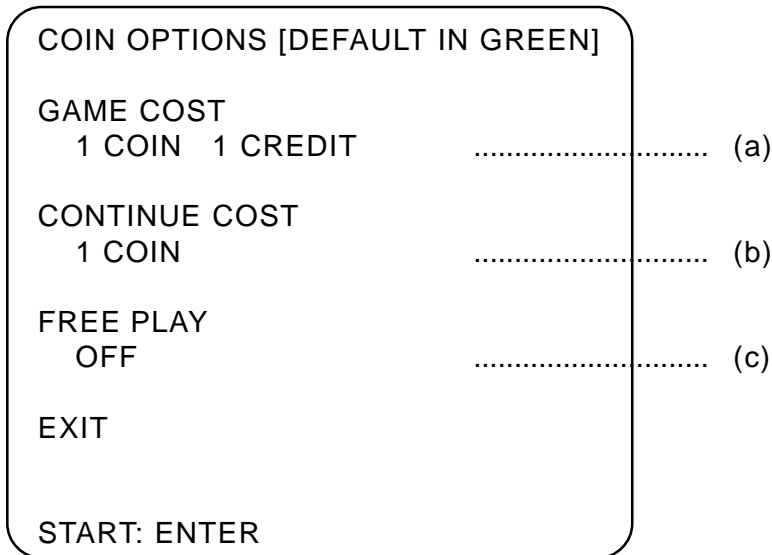 COIN OPTIONS [DEFAULT IN GREEN]
GAME COST
1 COIN 1 CREDIT ............................ (a)
CONTINUE COST
1 COIN ............................ (b)
FREE PLAY
OFF ............................ (c)
EXIT
START: ENTER